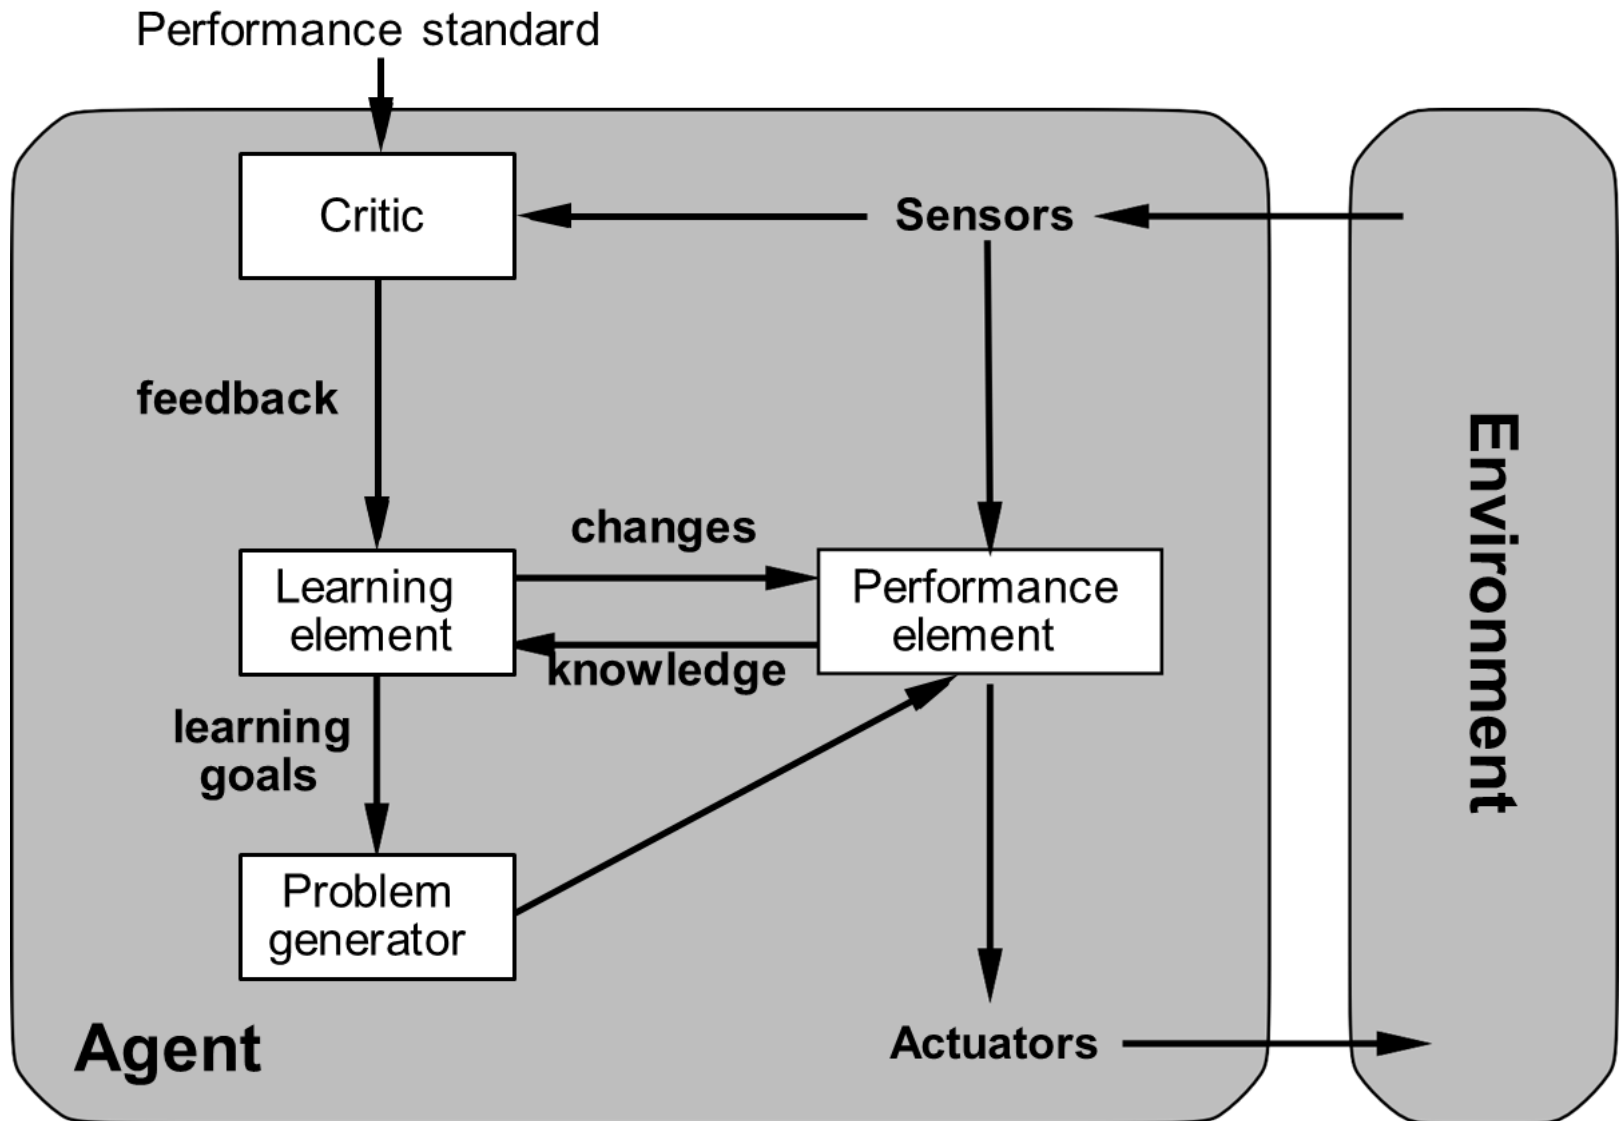 Performance standard
Critic
Sensors
feedback
changes
Learning
element
Performance
element
knowledge
learning
goals
Problem
generator
Agent
Actuators
Environment